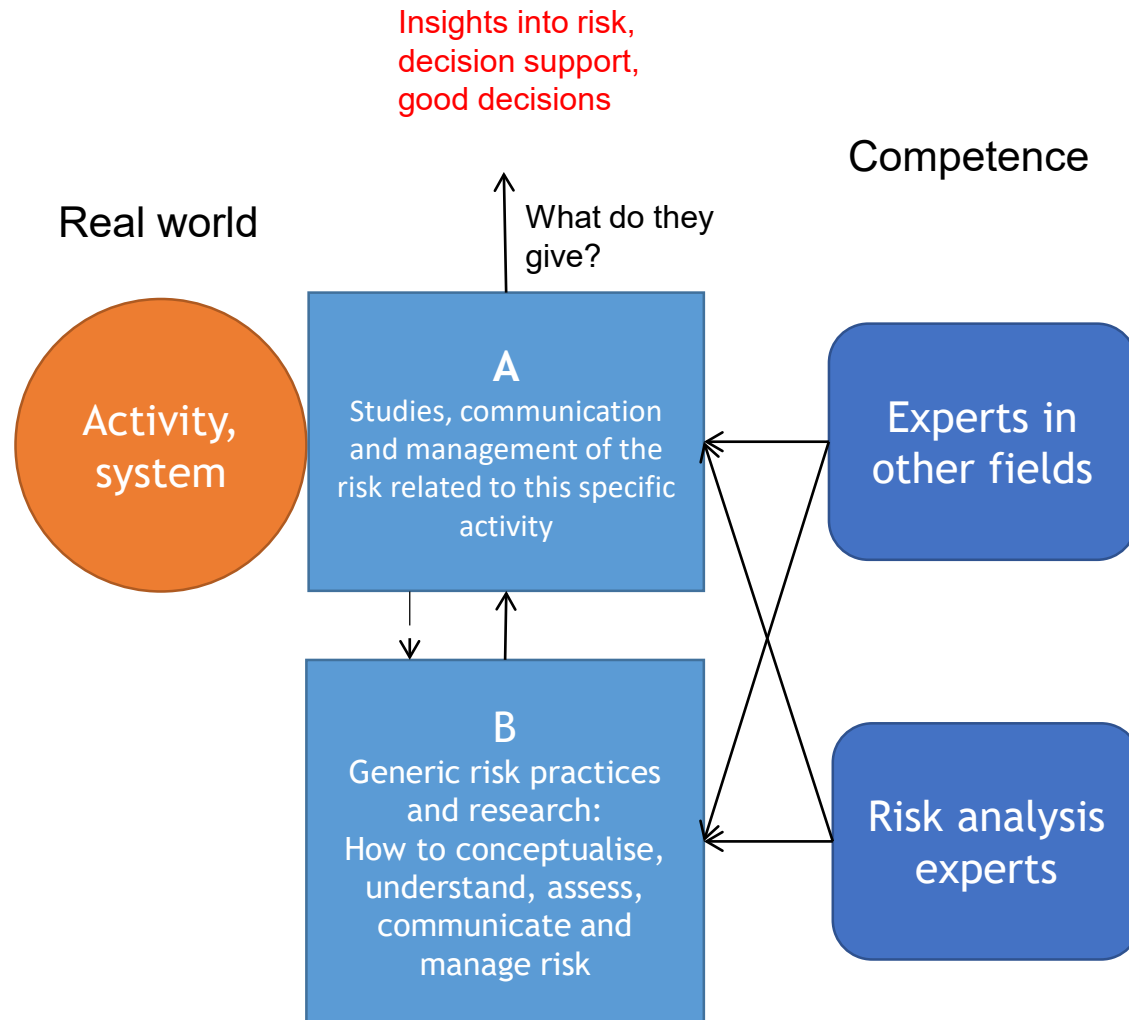 Insights into risk,
decision support,
good decisions
Competence
Real world
What do they
give?
Activity,
system
A
Studies, communication
and management of the
risk related to this specific
activity
Experts in
other fields
B
Generic risk practices
and research:
How to conceptualise,
understand, assess,
communicate and
manage risk
Risk analysis
experts